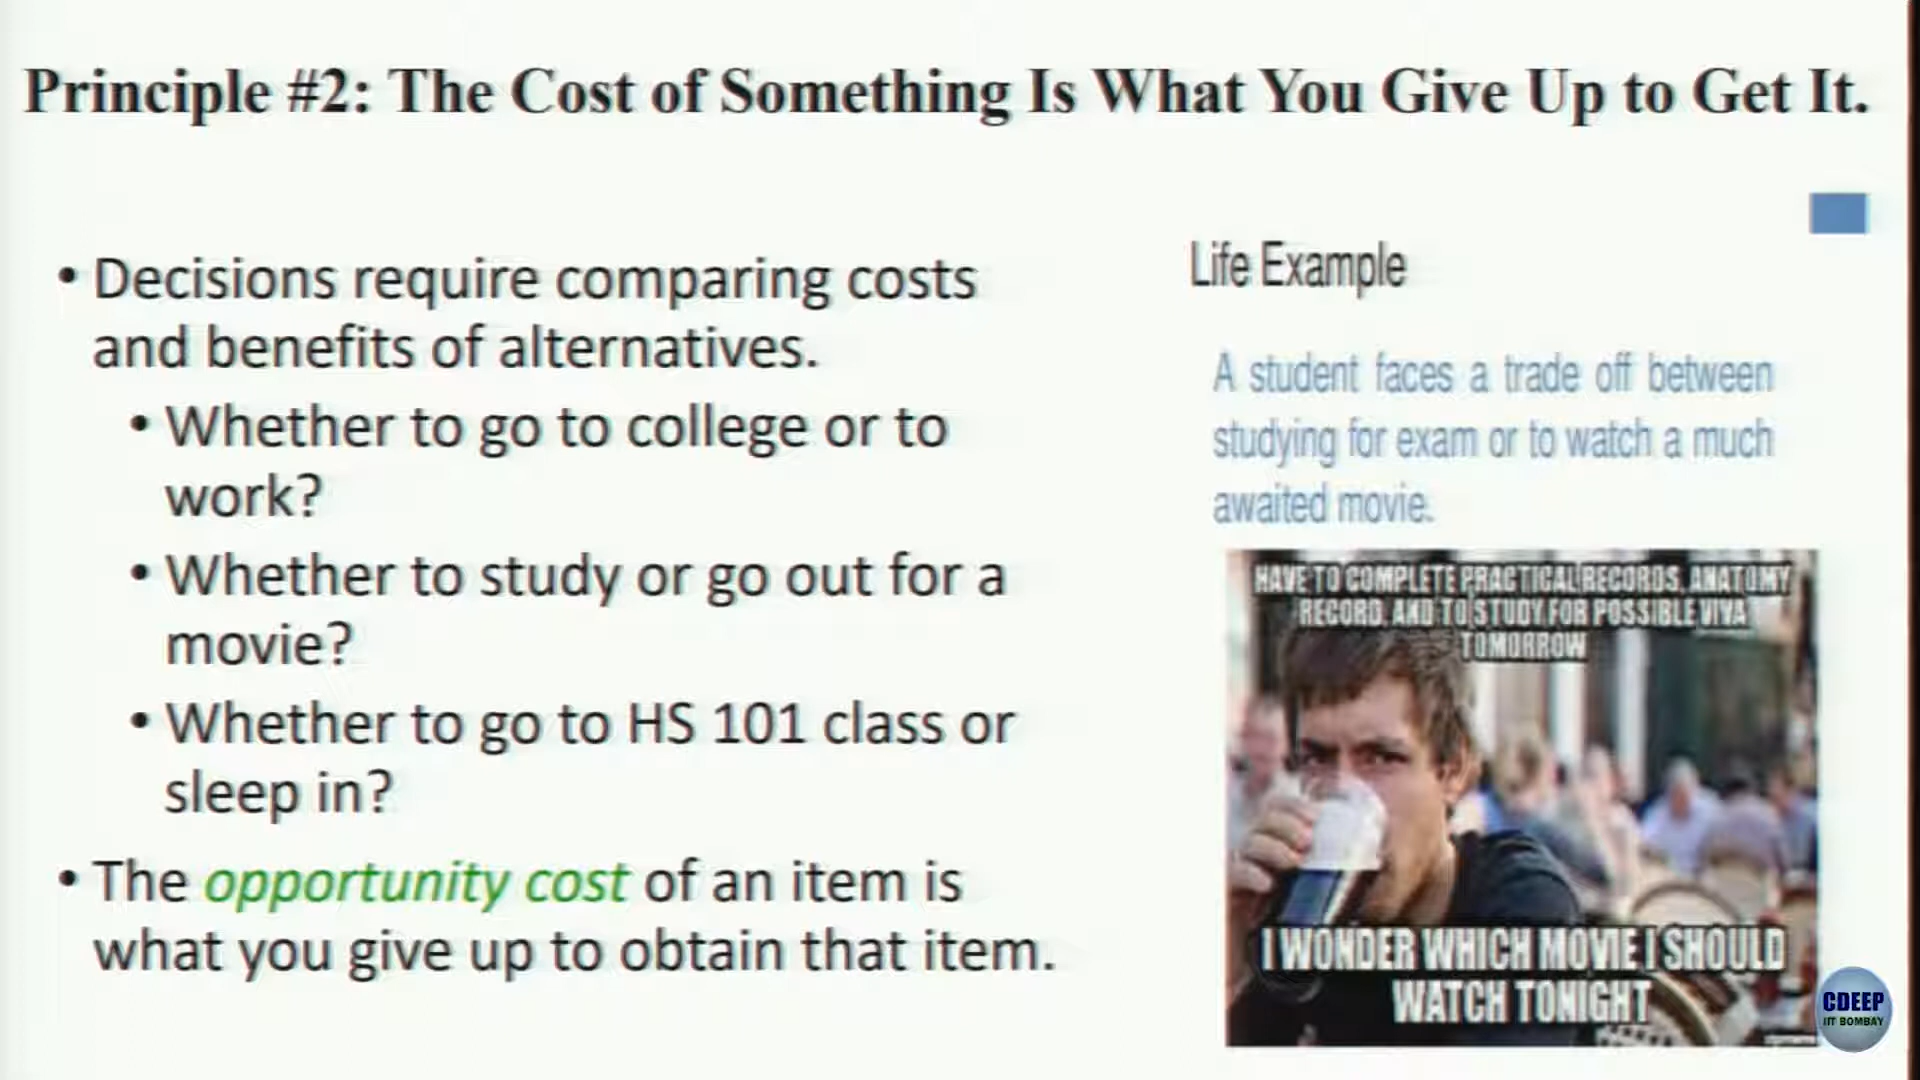 Principle #2: The Cost of Something Is What You Give Up to Get It.
• Decisions require comparing costs
and benefits of alternatives.
• Whether to go to college or to
work?
• Whether to study or go out for a
movie?
• Whether to go to HS 101 class or
sleep in?
• The opportunity cost of an item is
what you give up to obtain that item.
Life Example
A student faces a trade off between
studying for exam or to watch a much
awaited movie.
HAVE TO COMPLETE PRACTICAL RECORDS, ANATOMY
RECORD, AND TO STUDY FOR POSSIBLE VIVA
TOMORROW
I WONDER WHICH MOVIE I SHOULD
WATCH TONIGHT
CDEEP
IIT BOMBAY